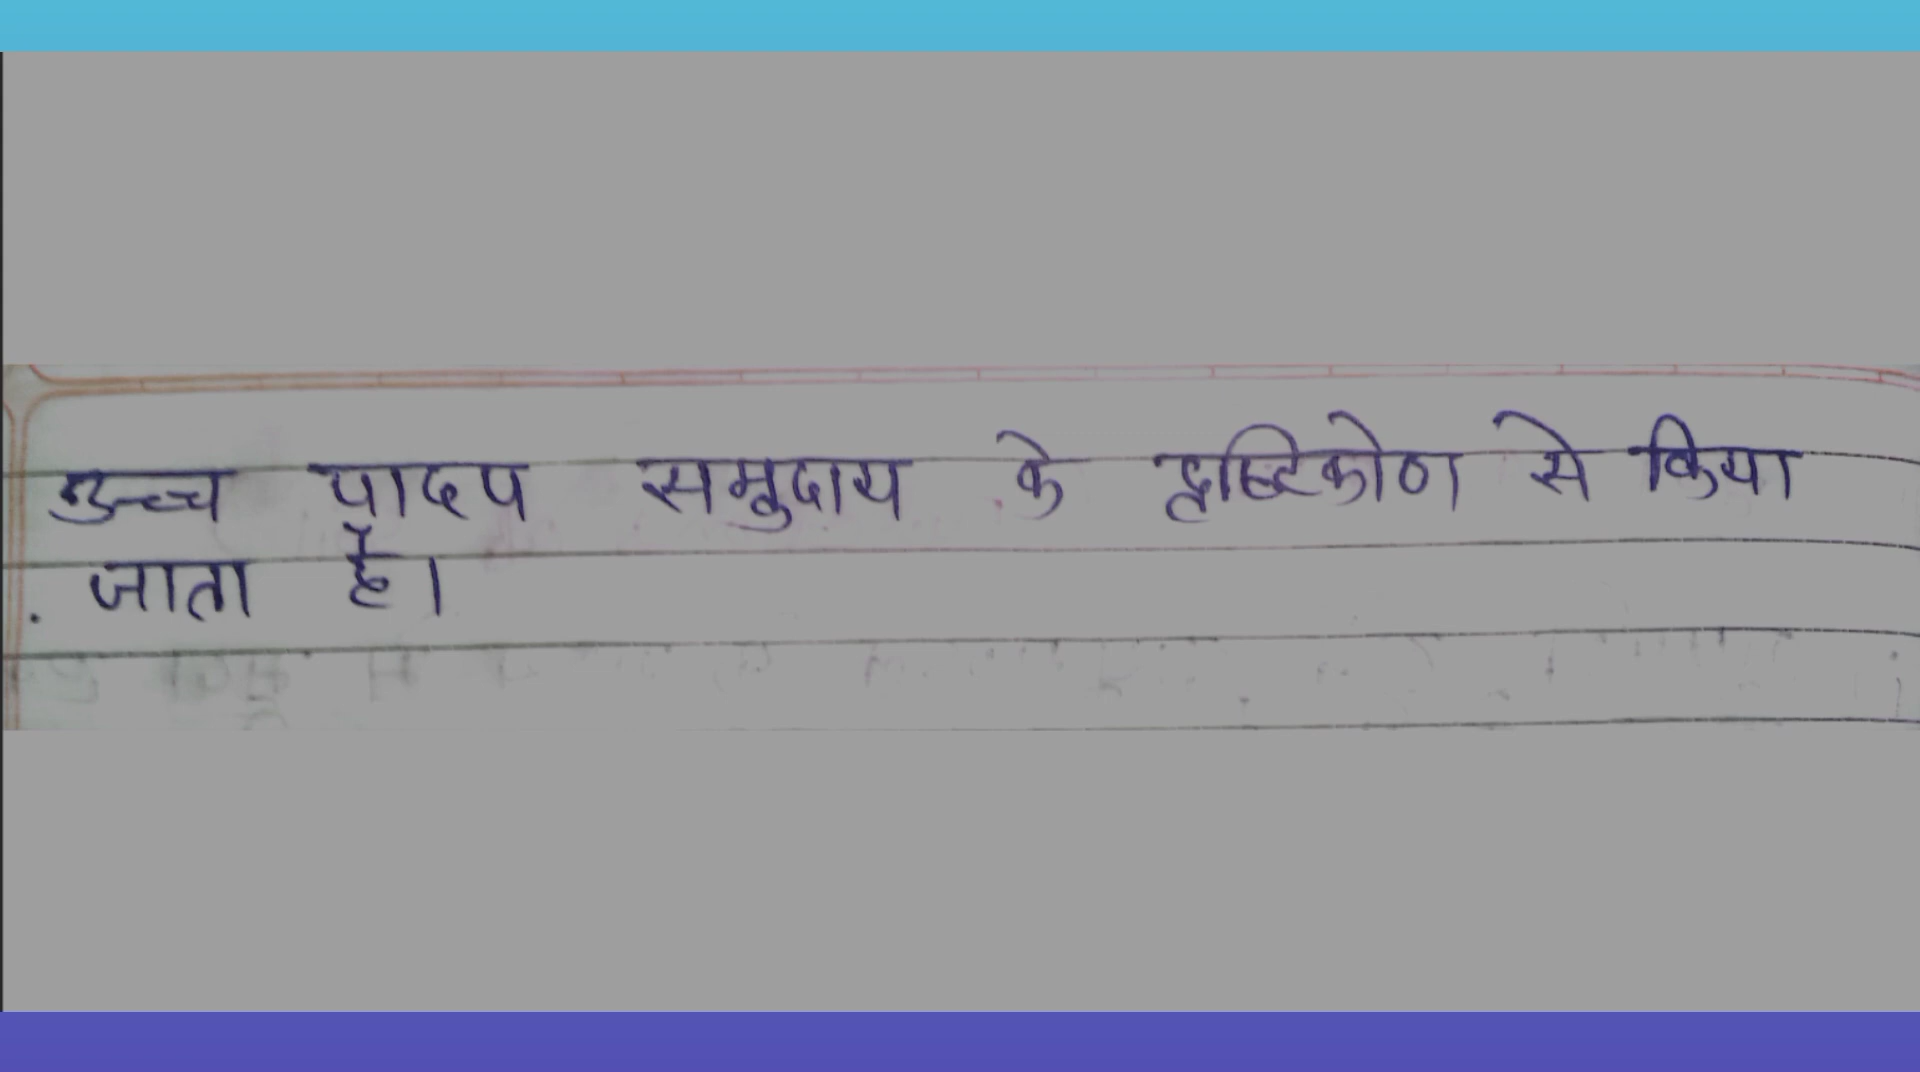 उच्च पादप समुदाय के दृष्टिकोण से किया
जाता है।